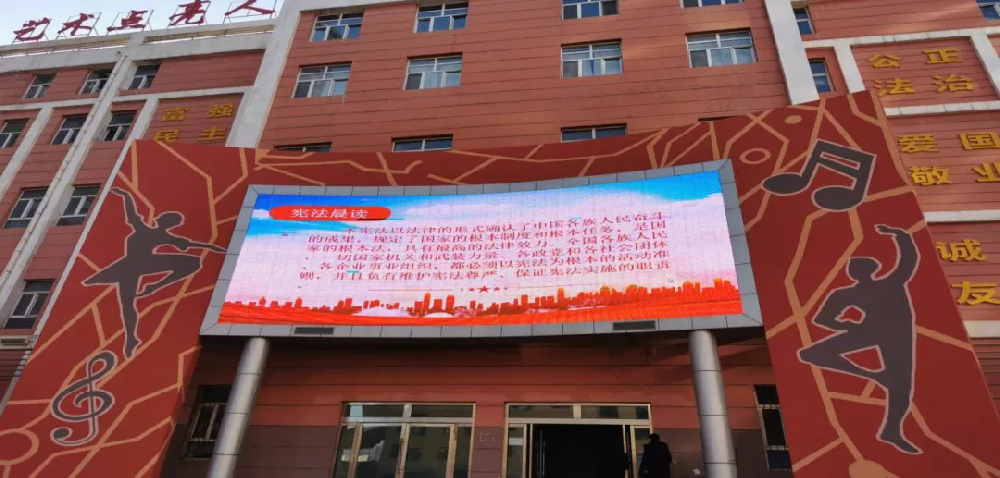 艺术点亮人
富强
民主
公正
法治
爱国
敬业
诚
友
宪法晨读
本宪法以法律的形式确认了中国各族人民奋斗
的成果，规定了国家的根本制度和根本任务，是国
家的根本法，具有最高的法律效力。全国各族人民
、一切国家机关和武装力量、各政党和各社会团体
、各企业事业组织，都必须以宪法为根本的活动准
则，并且负有维护宪法尊严、保证宪法实施的职责